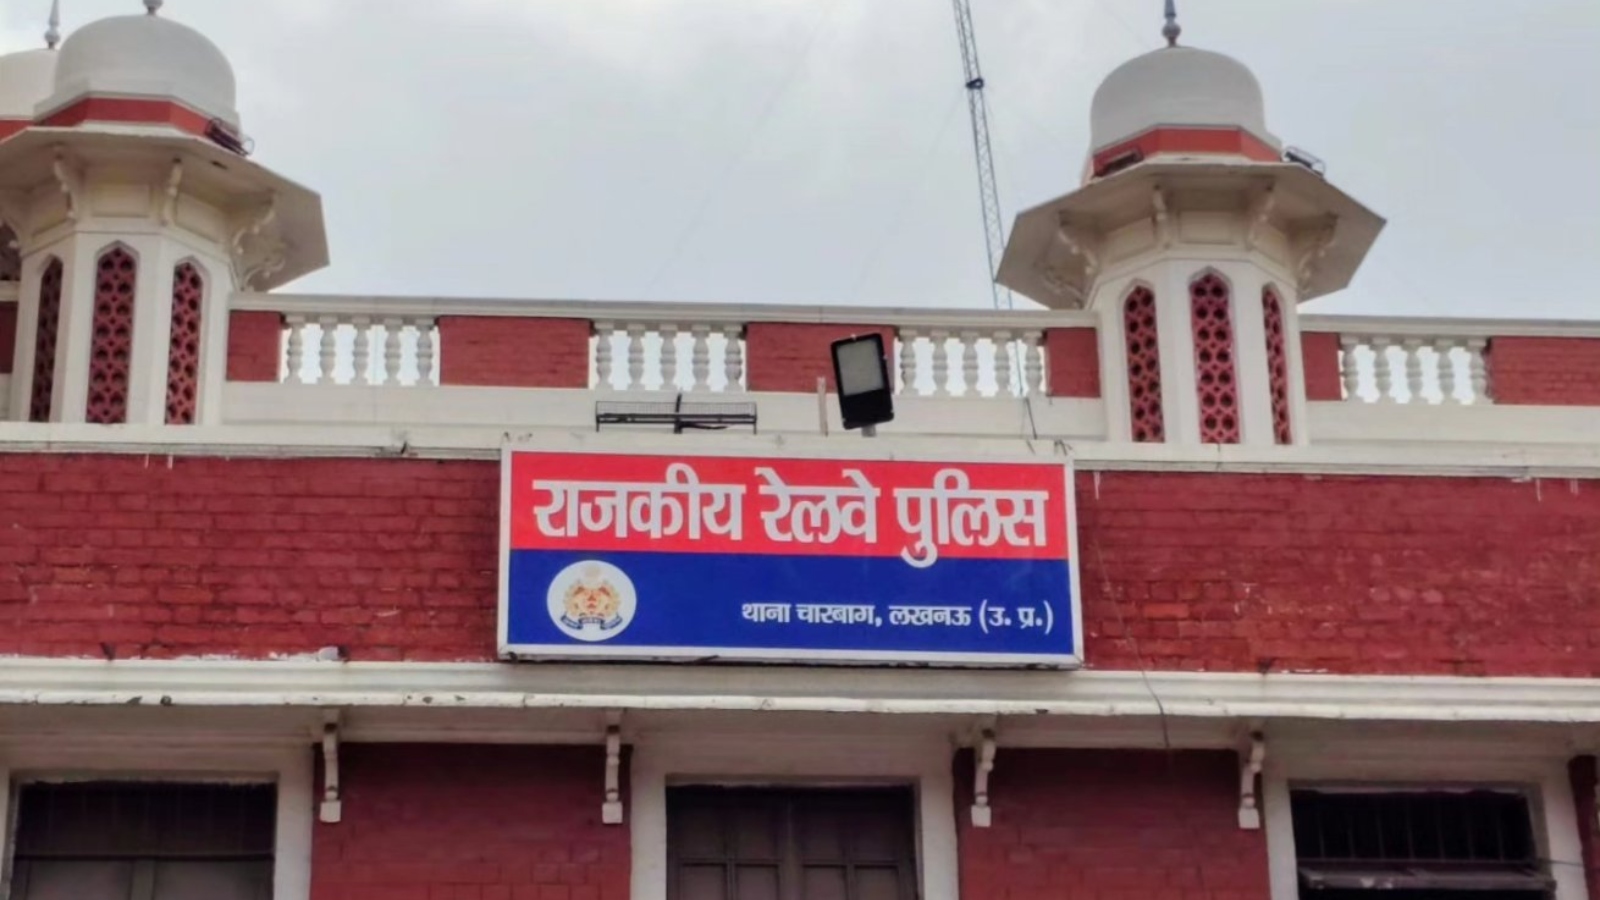 राजकीय रेलवे पुलिस
थाना चारबाग, लखनऊ (उ. प्र.)